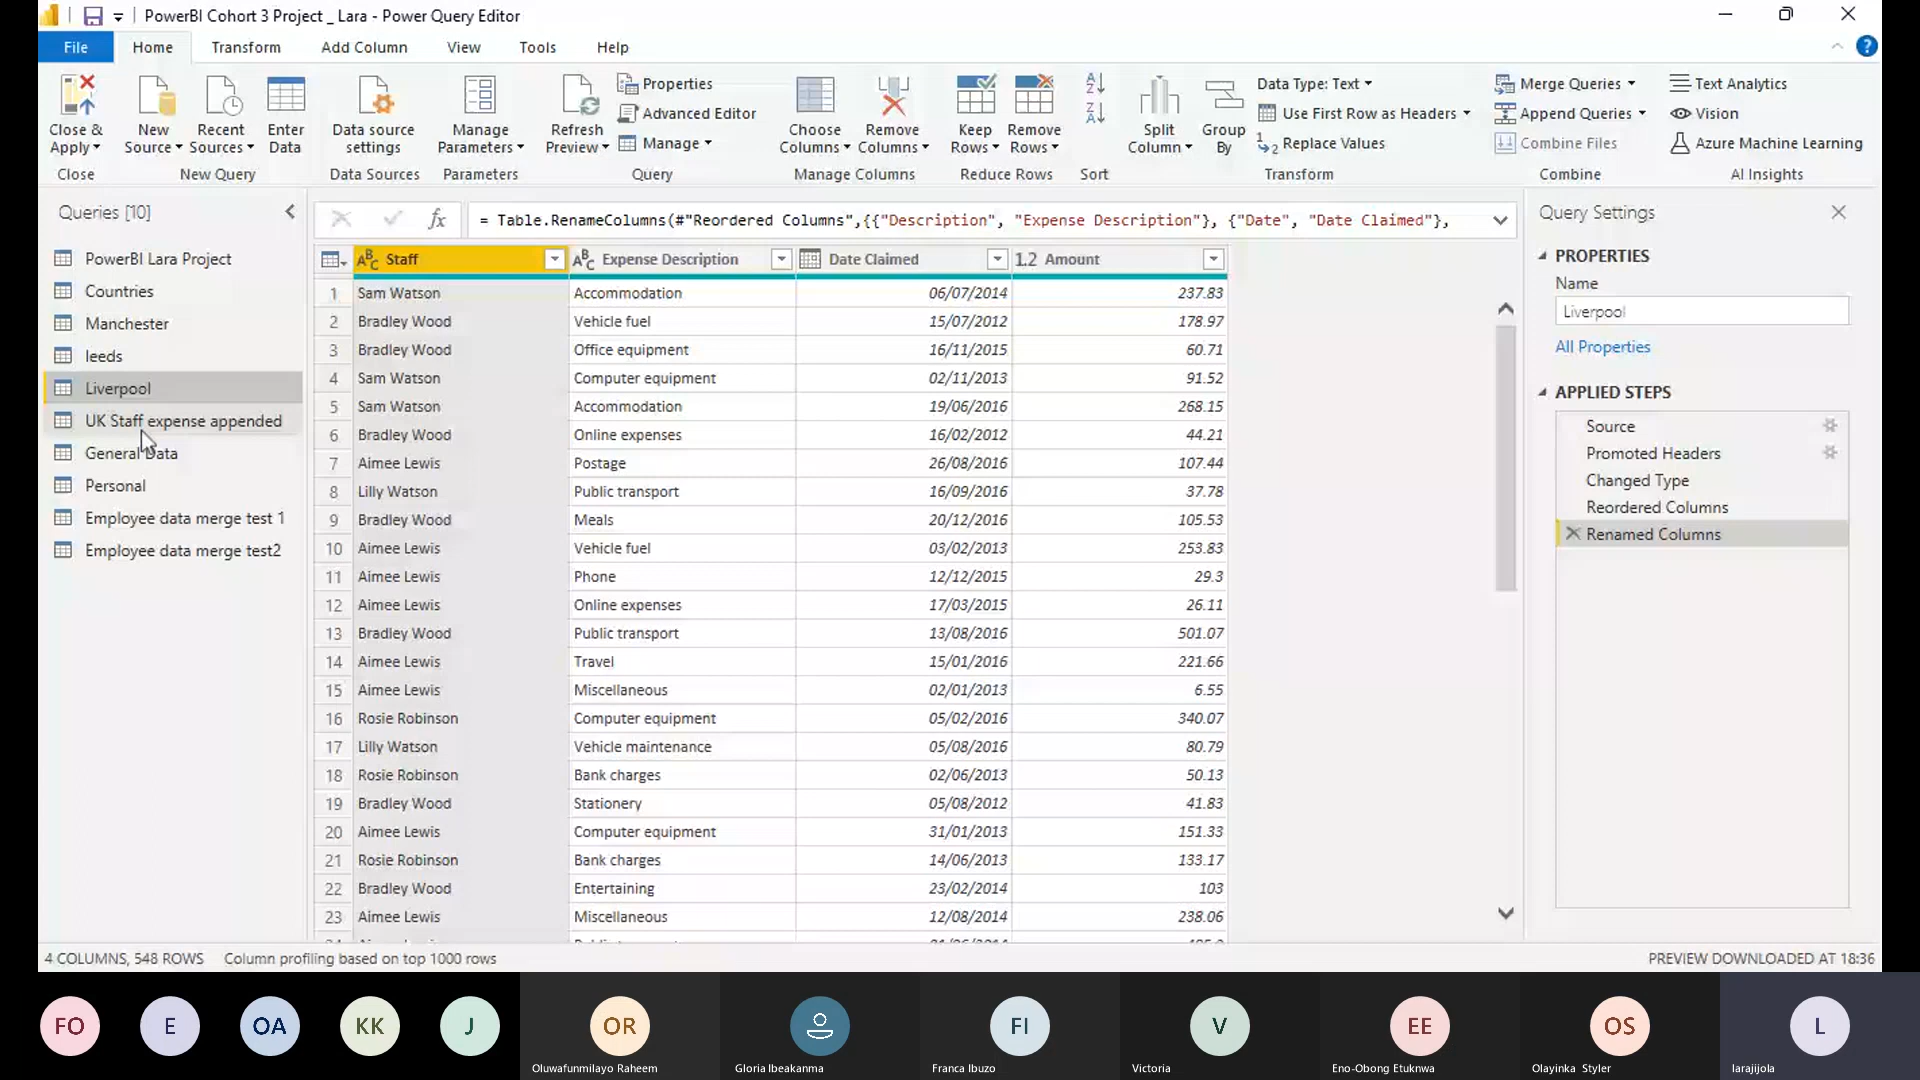 PowerBI Cohort 3 Project _ Lara - Power Query Editor
File Home Transform Add Column View Tools Help
Close & Apply
New Source
Recent Sources
Enter Data
Data source settings
Manage Parameters
Refresh Preview
Properties
Advanced Editor
Manage
Choose Columns
Remove Columns
Keep Rows
Remove Rows
Split Column
Group By
Data Type: Text
Use First Row as Headers
Replace Values
Merge Queries
Append Queries
Combine Files
Text Analytics
Vision
Azure Machine Learning
Close New Query Data Sources Parameters Query Manage Columns Reduce Rows Sort Transform Combine AI Insights
Queries [10]
PowerBI Lara Project
Countries
Manchester
leeds
Liverpool
UK Staff expense appended
General Data
Personal
Employee data merge test 1
Employee data merge test2
fx = Table.RenameColumns(#"Reordered Columns",{{"Description", "Expense Description"}, {"Date", "Date Claimed"},
ABC Staff ABC Expense Description Date Claimed 1.2 Amount
1 Sam Watson Accommodation 06/07/2014 237.83
2 Bradley Wood Vehicle fuel 15/07/2012 178.97
3 Bradley Wood Office equipment 16/11/2015 60.71
4 Sam Watson Computer equipment 02/11/2013 91.52
5 Sam Watson Accommodation 19/06/2016 268.15
6 Bradley Wood Online expenses 16/02/2012 44.21
7 Aimee Lewis Postage 26/08/2016 107.44
8 Lilly Watson Public transport 16/09/2016 37.78
9 Bradley Wood Meals 20/12/2016 105.53
10 Aimee Lewis Vehicle fuel 03/02/2013 253.83
11 Aimee Lewis Phone 12/12/2015 29.3
12 Aimee Lewis Online expenses 17/03/2015 26.11
13 Bradley Wood Public transport 13/08/2016 501.07
14 Aimee Lewis Travel 15/01/2016 221.66
15 Aimee Lewis Miscellaneous 02/01/2013 6.55
16 Rosie Robinson Computer equipment 05/02/2016 340.07
17 Lilly Watson Vehicle maintenance 05/08/2016 80.79
18 Rosie Robinson Bank charges 02/06/2013 50.13
19 Bradley Wood Stationery 05/08/2012 41.83
20 Aimee Lewis Computer equipment 31/01/2013 151.33
21 Rosie Robinson Bank charges 14/06/2013 133.17
22 Bradley Wood Entertaining 23/02/2014 103
23 Aimee Lewis Miscellaneous 12/08/2014 238.06
Query Settings
PROPERTIES
Name
Liverpool
All Properties
APPLIED STEPS
Source
Promoted Headers
Changed Type
Reordered Columns
Renamed Columns
4 COLUMNS, 548 ROWS Column profiling based on top 1000 rows
PREVIEW DOWNLOADED AT 18:36
FO E OA KK J OR FI V EE OS L
Oluwafunmilayo Raheem Gloria Ibeakanma Franca Ibuzo Victoria Eno-Obong Etuknwa Olayinka Styler larajijola